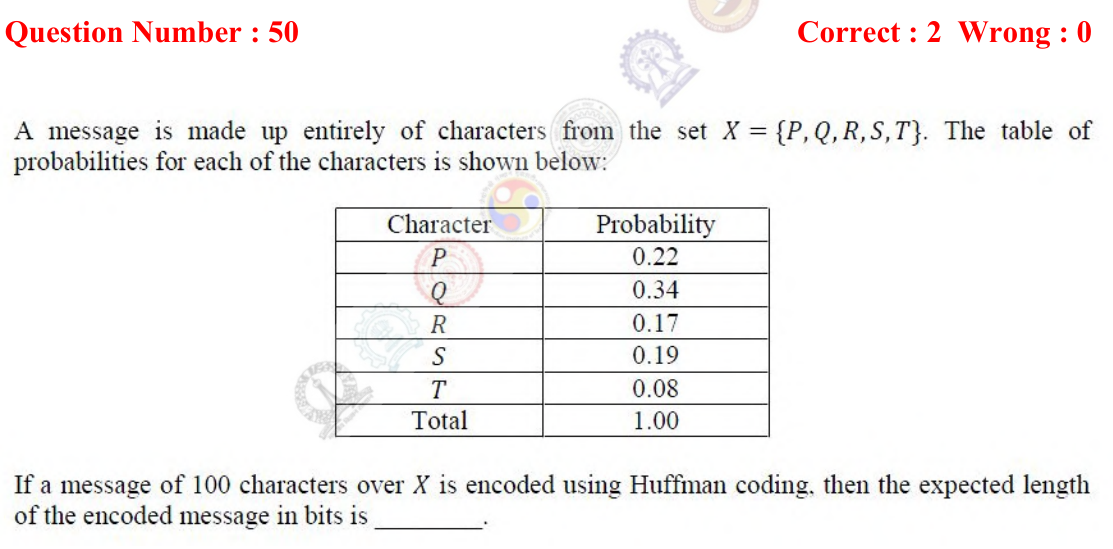 Question Number : 50 Correct : 2 Wrong : 0
A message is made up entirely of characters from the set X = {P, Q, R, S, T}. The table of
probabilities for each of the characters is shown below:
Character Probability
P 0.22
Q 0.34
R 0.17
S 0.19
T 0.08
Total 1.00
If a message of 100 characters over X is encoded using Huffman coding, then the expected length
of the encoded message in bits is ________.